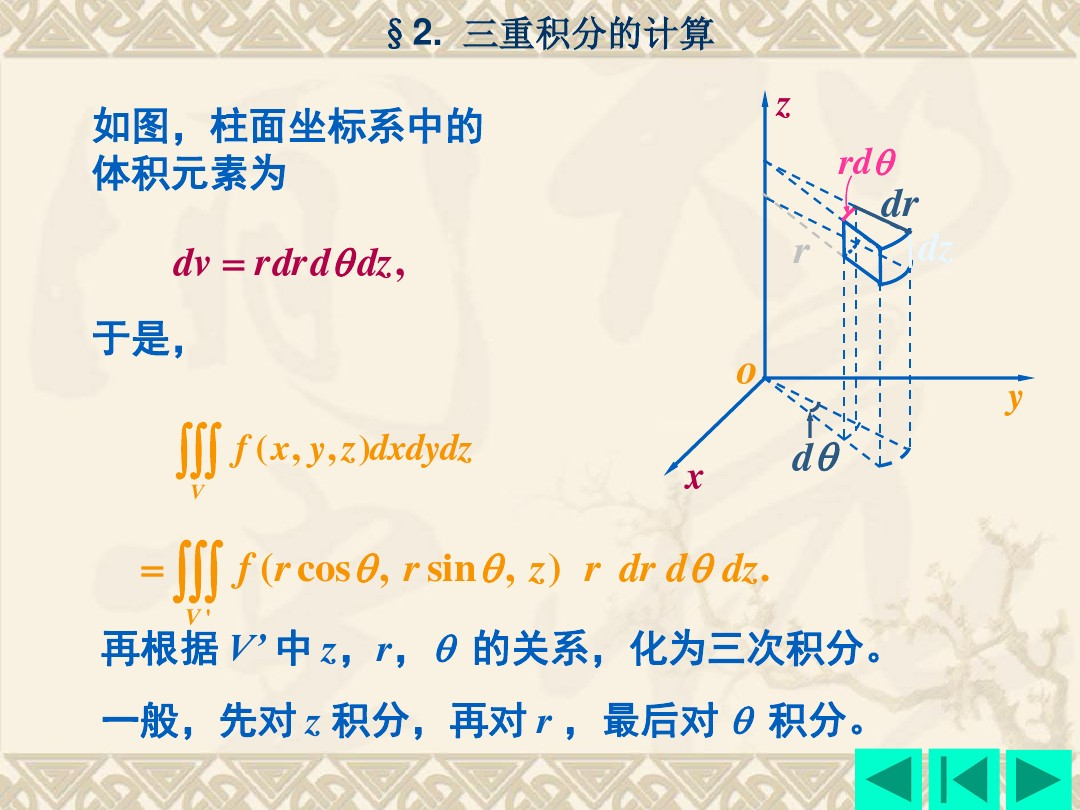 §2. 三重积分的计算
如图，柱面坐标系中的
体积元素为
dv = rdrdθdz,
于是，
∭ f (x, y, z)dxdydz
V
= ∭ f (r cosθ, r sinθ, z) r dr dθ dz.
V'
再根据 V’ 中 z，r，θ 的关系，化为三次积分。
一般，先对 z 积分，再对 r ，最后对 θ 积分。
z
rdθ
dr
r
dz
o
y
dθ
x